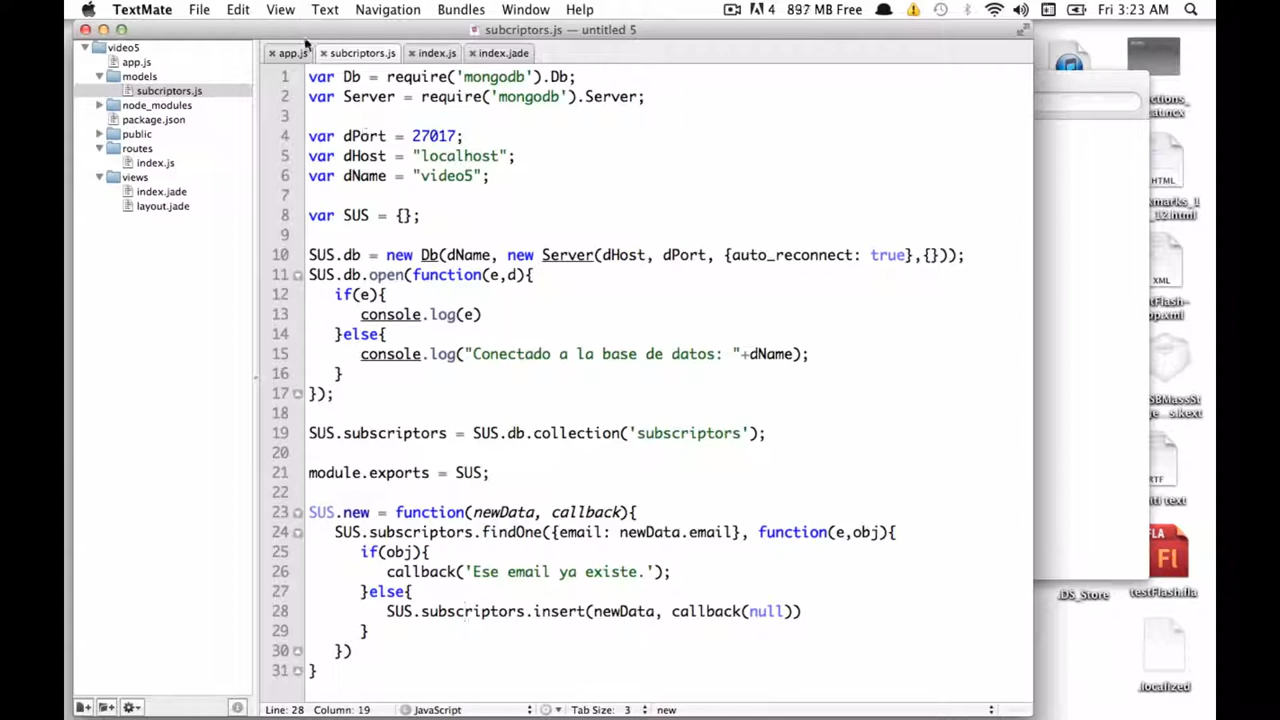 TextMate File Edit View Text Navigation Bundles Window Help 4 897 MB Free Fri 3:23 AM
subcriptors.js — untitled 5
video5
app.js
models
subcriptors.js
node_modules
package.json
public
routes
index.js
views
index.jade
layout.jade
app.js subcriptors.js index.js index.jade
1 var Db = require('mongodb').Db;
2 var Server = require('mongodb').Server;
3
4 var dPort = 27017;
5 var dHost = "localhost";
6 var dName = "video5";
7
8 var SUS = {};
9
10 SUS.db = new Db(dName, new Server(dHost, dPort, {auto_reconnect: true},{}));
11 SUS.db.open(function(e,d){
12 if(e){
13 console.log(e)
14 }else{
15 console.log("Conectado a la base de datos: "+dName);
16 }
17 });
18
19 SUS.subscriptors = SUS.db.collection('subscriptors');
20
21 module.exports = SUS;
22
23 SUS.new = function(newData, callback){
24 SUS.subscriptors.findOne({email: newData.email}, function(e,obj){
25 if(obj){
26 callback('Ese email ya existe.');
27 }else{
28 SUS.subscriptors.insert(newData, callback(null))
29 }
30 })
31 }
Line: 28 Column: 19 JavaScript Tab Size: 3 new
HTML
XML
RTF
FL
.DS_Store
testFlash.fla
.localized